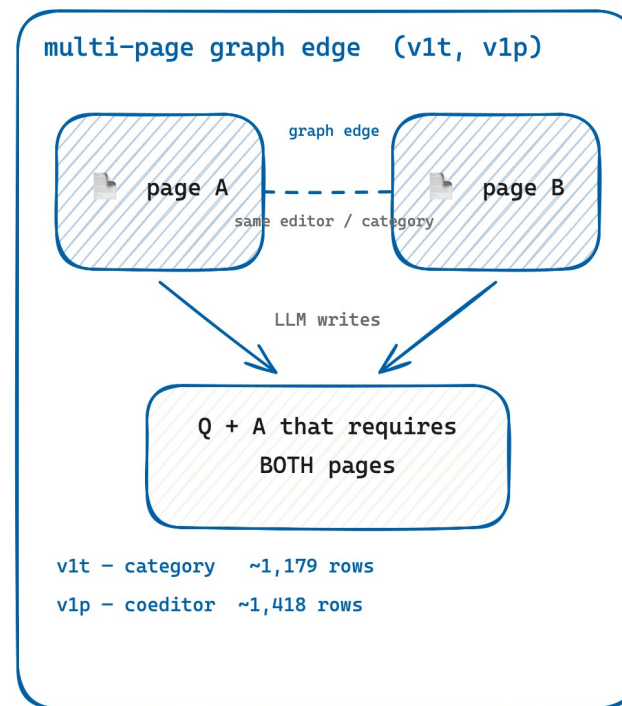 multi-page graph edge (v1t, v1p)
graph edge
page A
page B
same editor / category
LLM writes
Q + A that requires
BOTH pages
v1t – category ~1,179 rows
v1p – coeditor ~1,418 rows